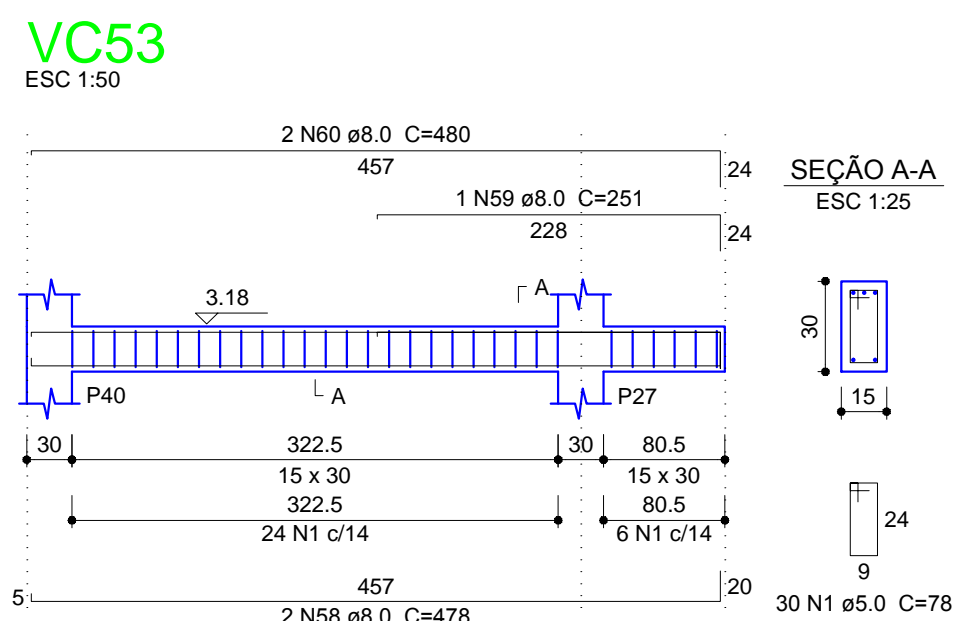 VC53
ESC 1:50
2 N60 ø8.0 C=480
457
24
SEÇÃO A-A
ESC 1:25
1 N59 ø8.0 C=251
228
24
A
3.18
30
A
P40
P27
15
30
322.5
30
80.5
15 x 30
15 x 30
322.5
80.5
24 N1 c/14
6 N1 c/14
24
9
457
20
5
30 N1 ø5.0 C=78
2 N58 ø8.0 C=478